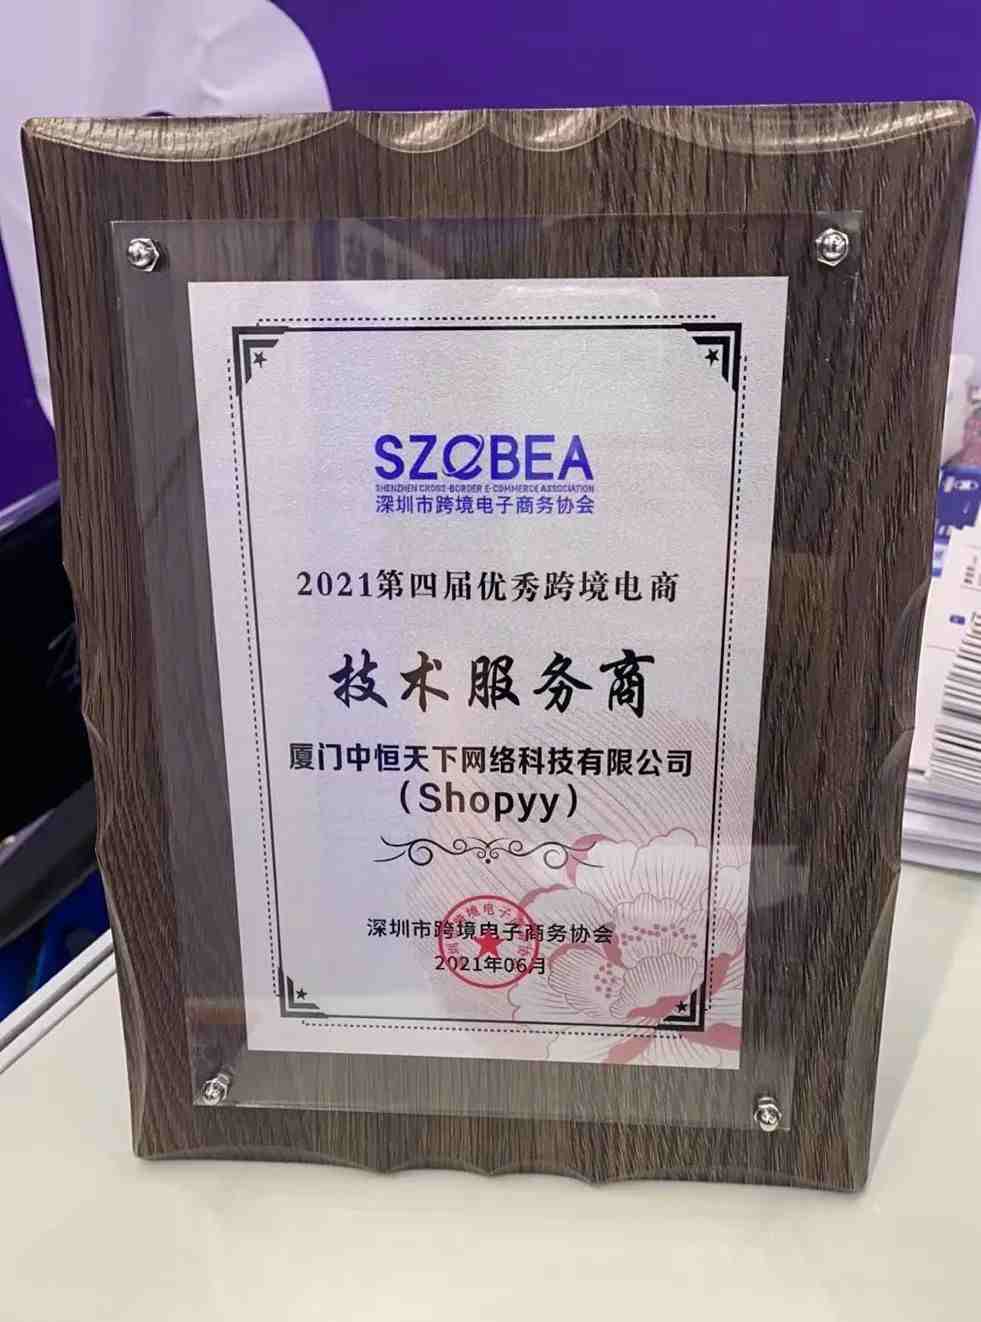 SZCBEA
SHENZHEN CROSS-BORDER E-COMMERCE ASSOCIATION
深圳市跨境电子商务协会
2021第四届优秀跨境电商
技术服务商
厦门中恒天下网络科技有限公司
（Shopyy）
深圳市跨境电子商务协会
2021年06月